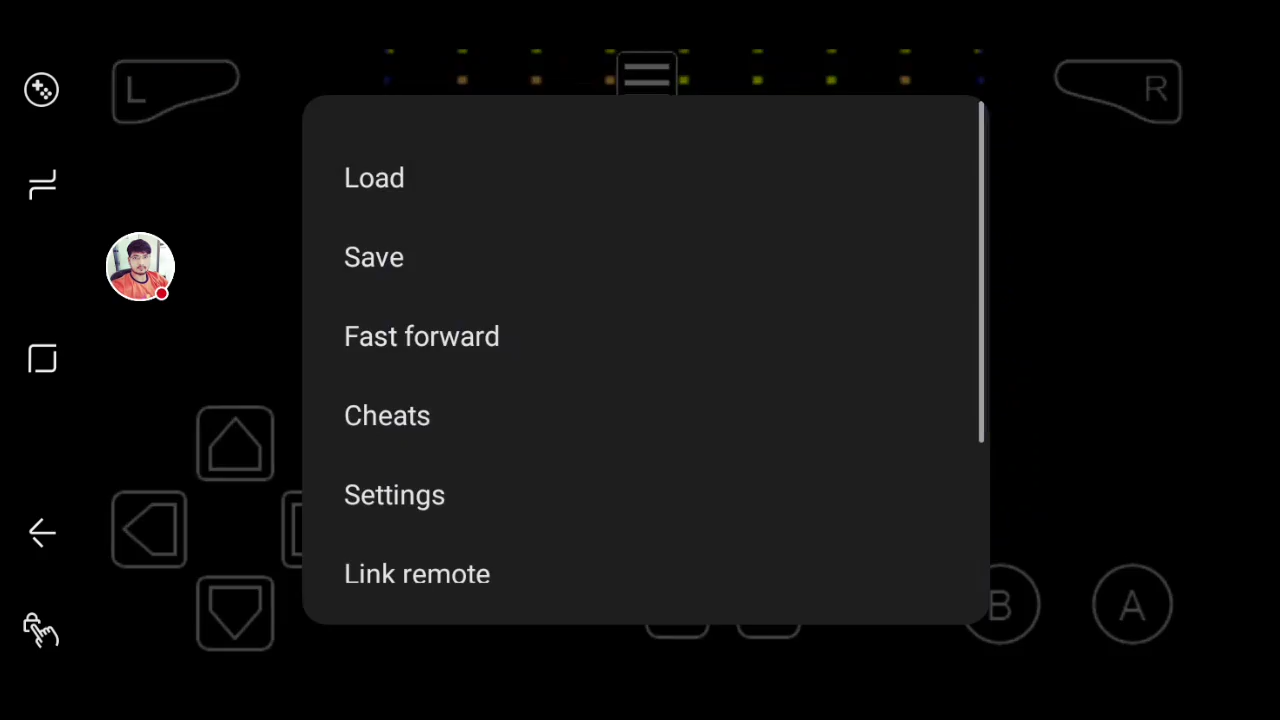 L
R
Load
Save
Fast forward
Cheats
Settings
Link remote
B
A